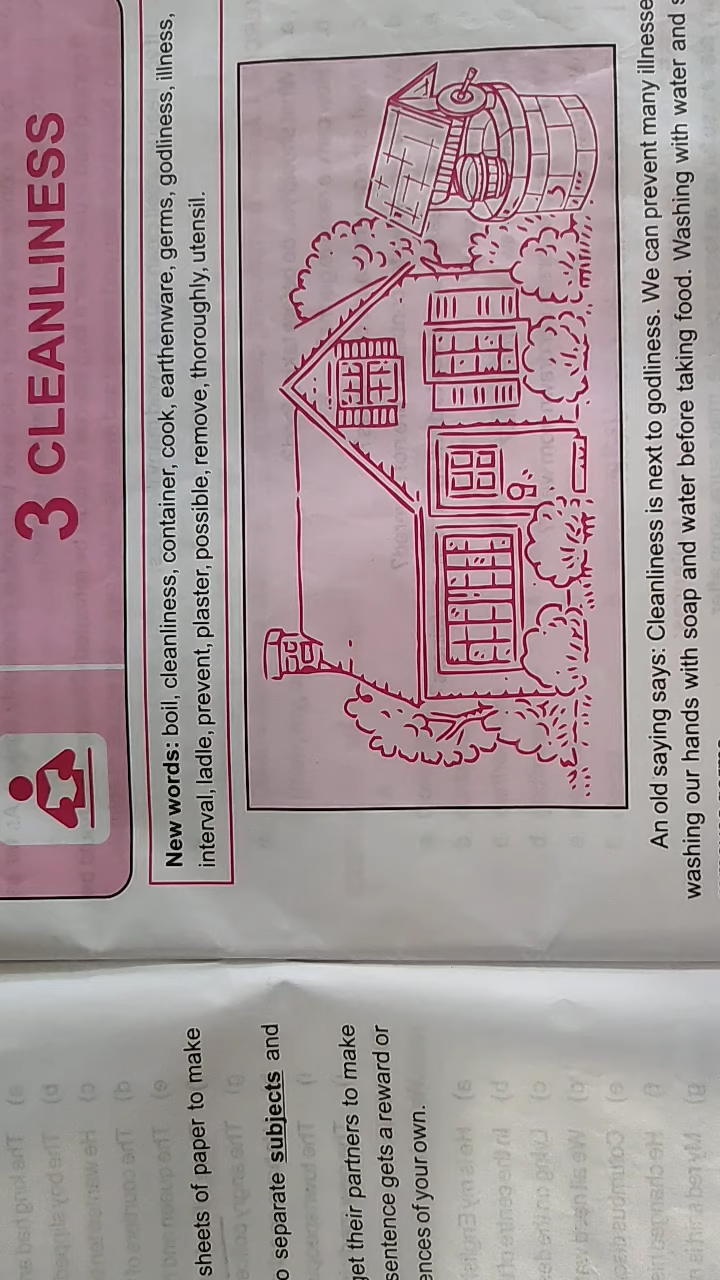 3 CLEANLINESS
New words: boil, cleanliness, container, cook, earthenware, germs, godliness, illness,
interval, ladle, prevent, plaster, possible, remove, thoroughly, utensil.
An old saying says: Cleanliness is next to godliness. We can prevent many
washing our hands with soap and water before taking food. Washing with water and
sheets of paper to make
separate subjects and
get their partners to make
sentence gets a reward or
of your own.